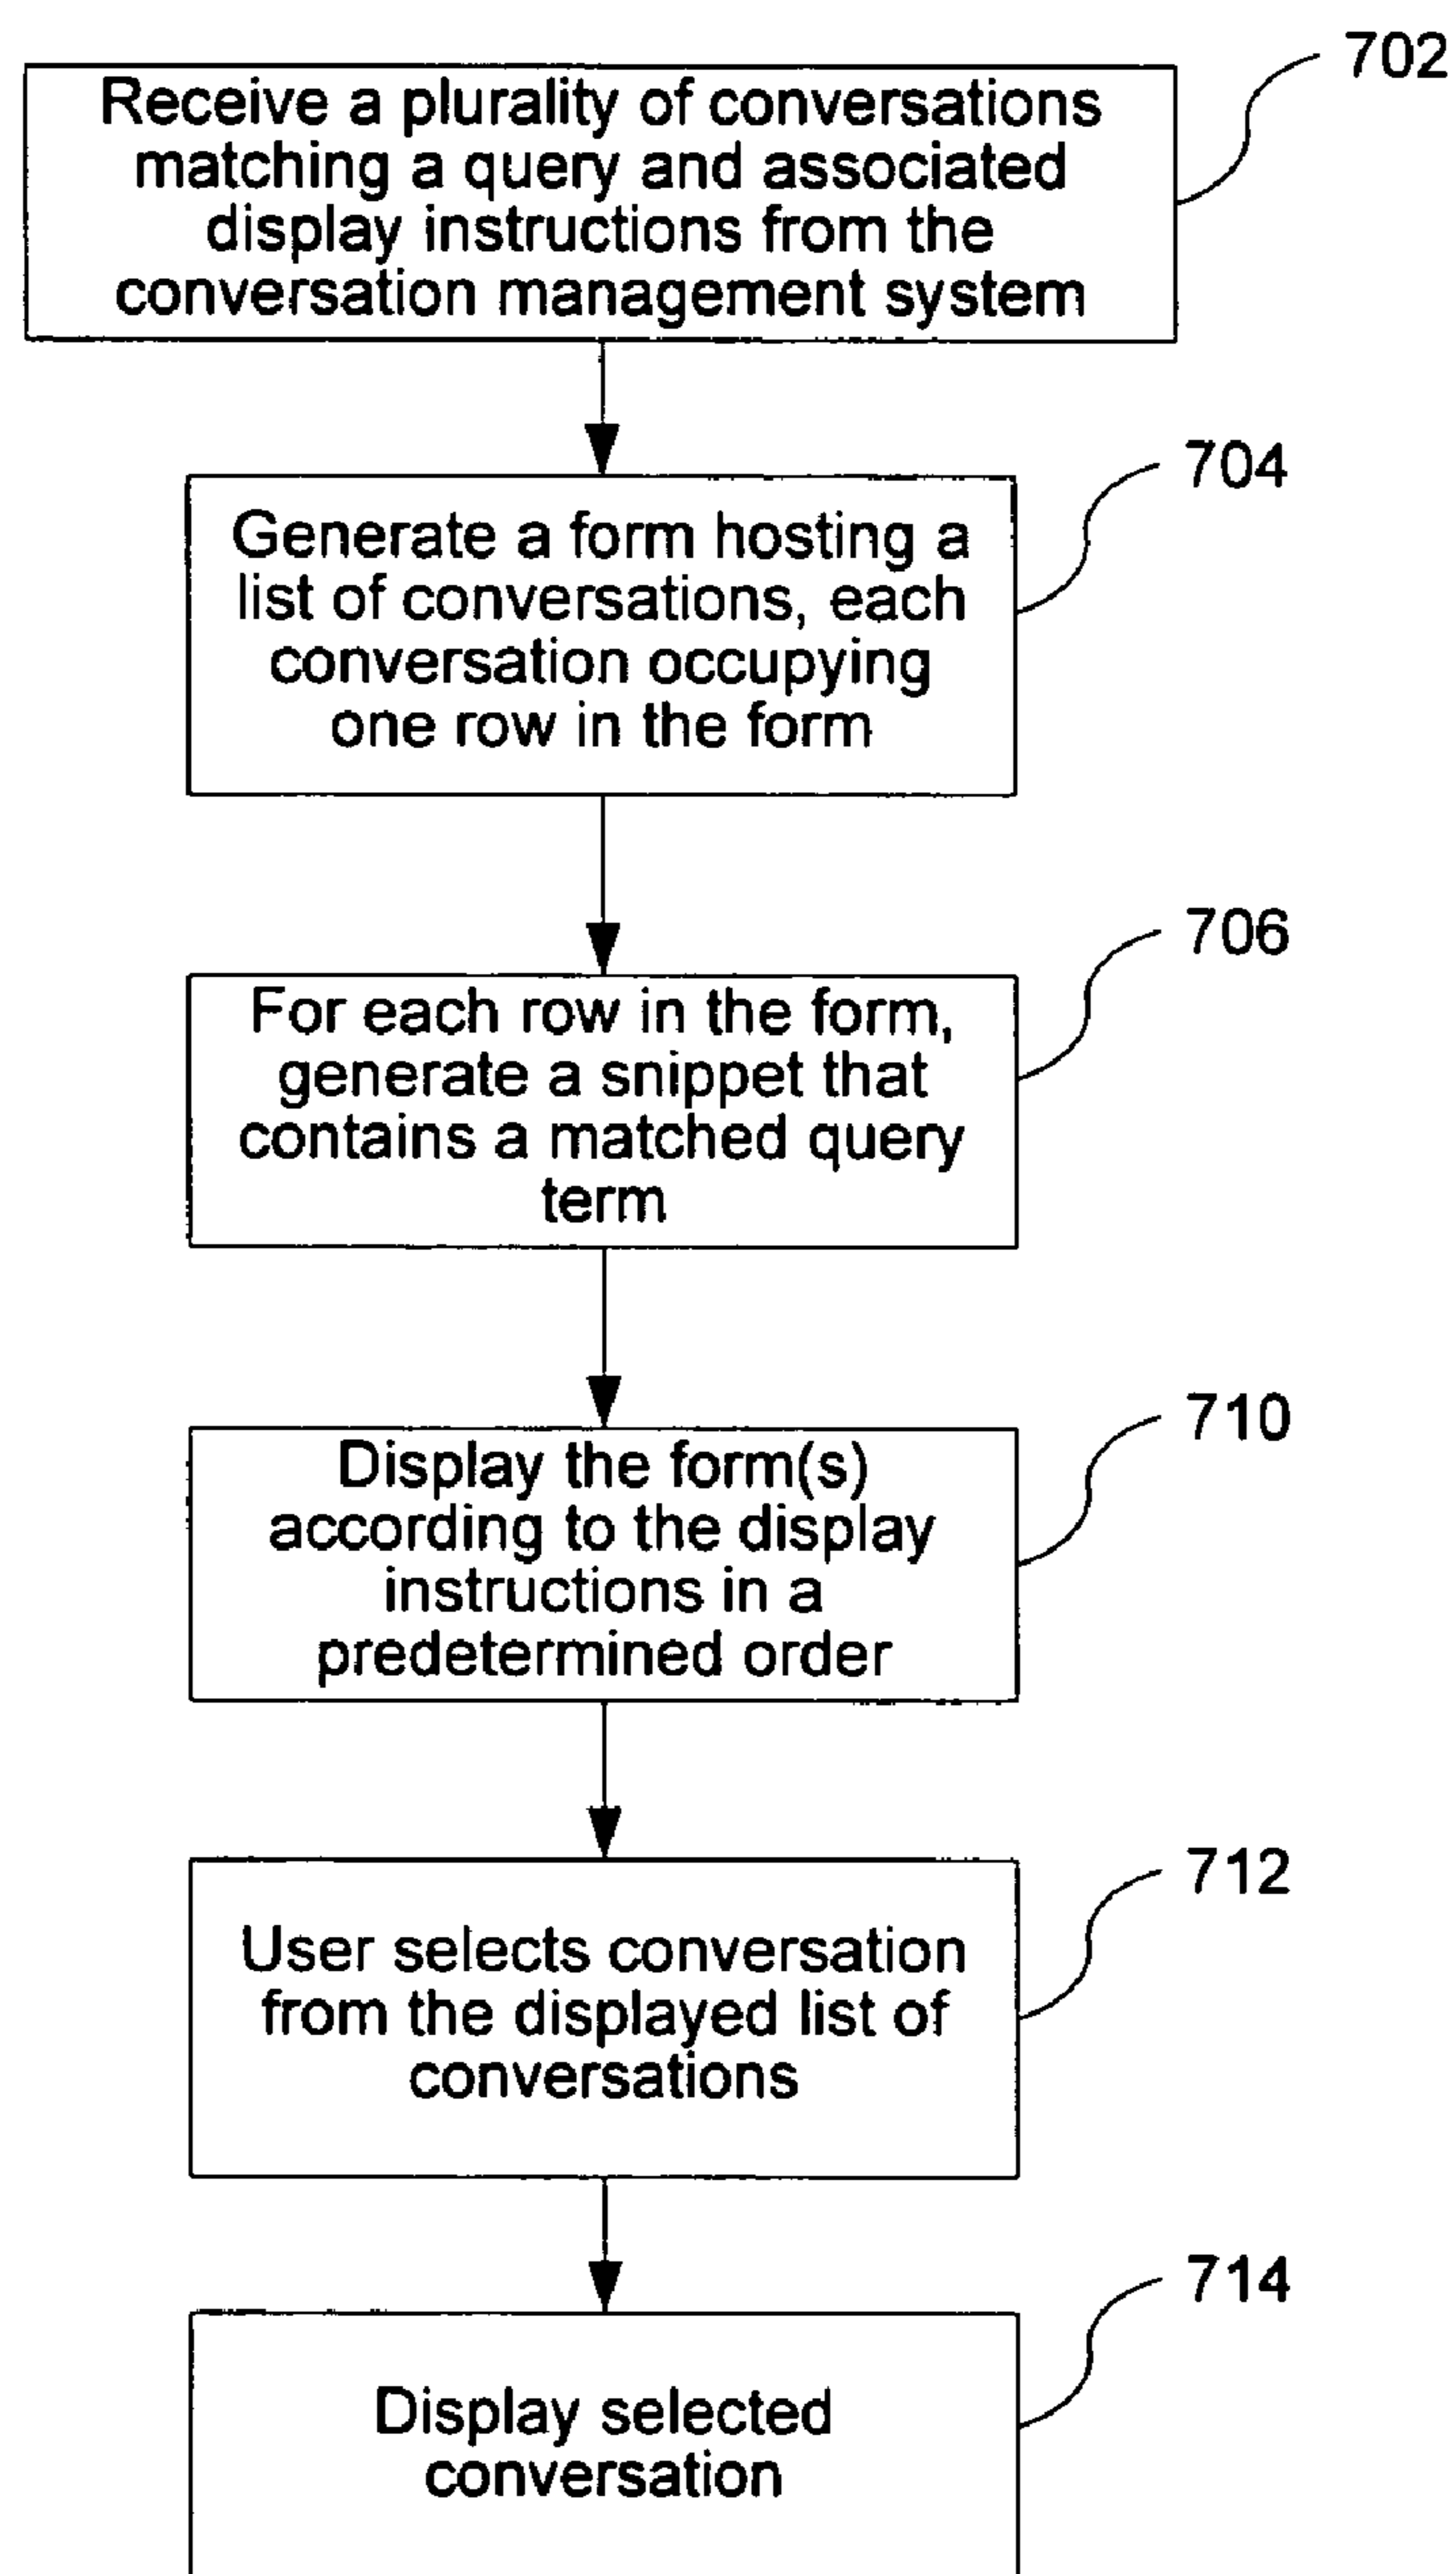 702
Receive a plurality of conversations
matching a query and associated
display instructions from the
conversation management system
704
Generate a form hosting a
list of conversations, each
conversation occupying
one row in the form
706
For each row in the form,
generate a snippet that
contains a matched query
term
710
Display the form(s)
according to the display
instructions in a
predetermined order
712
User selects conversation
from the displayed list of
conversations
714
Display selected
conversation